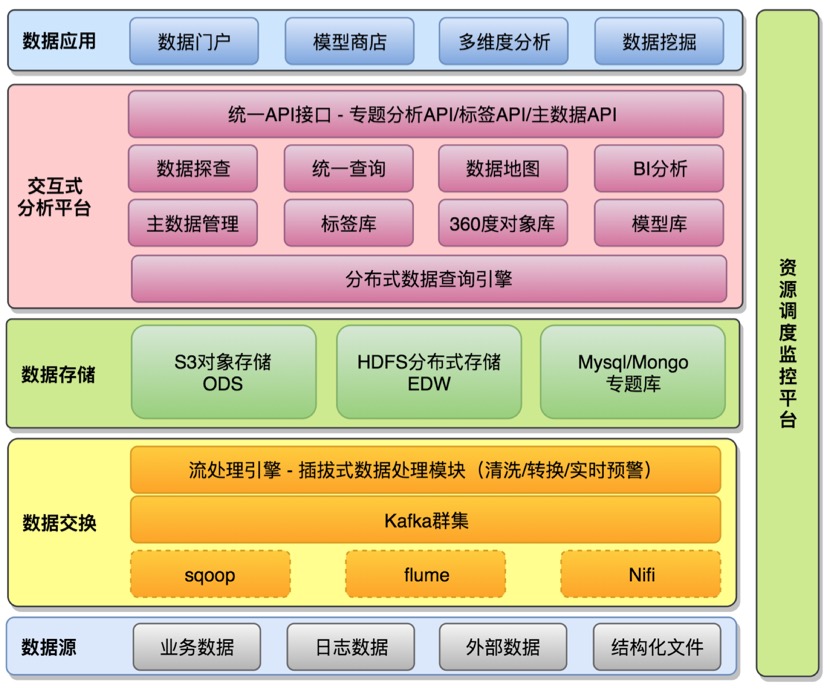 数据应用
数据门户
模型商店
多维度分析
数据挖掘
交互式
分析平台
统一API接口 - 专题分析API/标签API/主数据API
数据探查
统一查询
数据地图
BI分析
主数据管理
标签库
360度对象库
模型库
分布式数据查询引擎
数据存储
S3对象存储
ODS
HDFS分布式存储
EDW
Mysql/Mongo
专题库
数据交换
流处理引擎 - 插拔式数据处理模块（清洗/转换/实时预警）
Kafka群集
sqoop
flume
Nifi
数据源
业务数据
日志数据
外部数据
结构化文件
资源调度监控平台